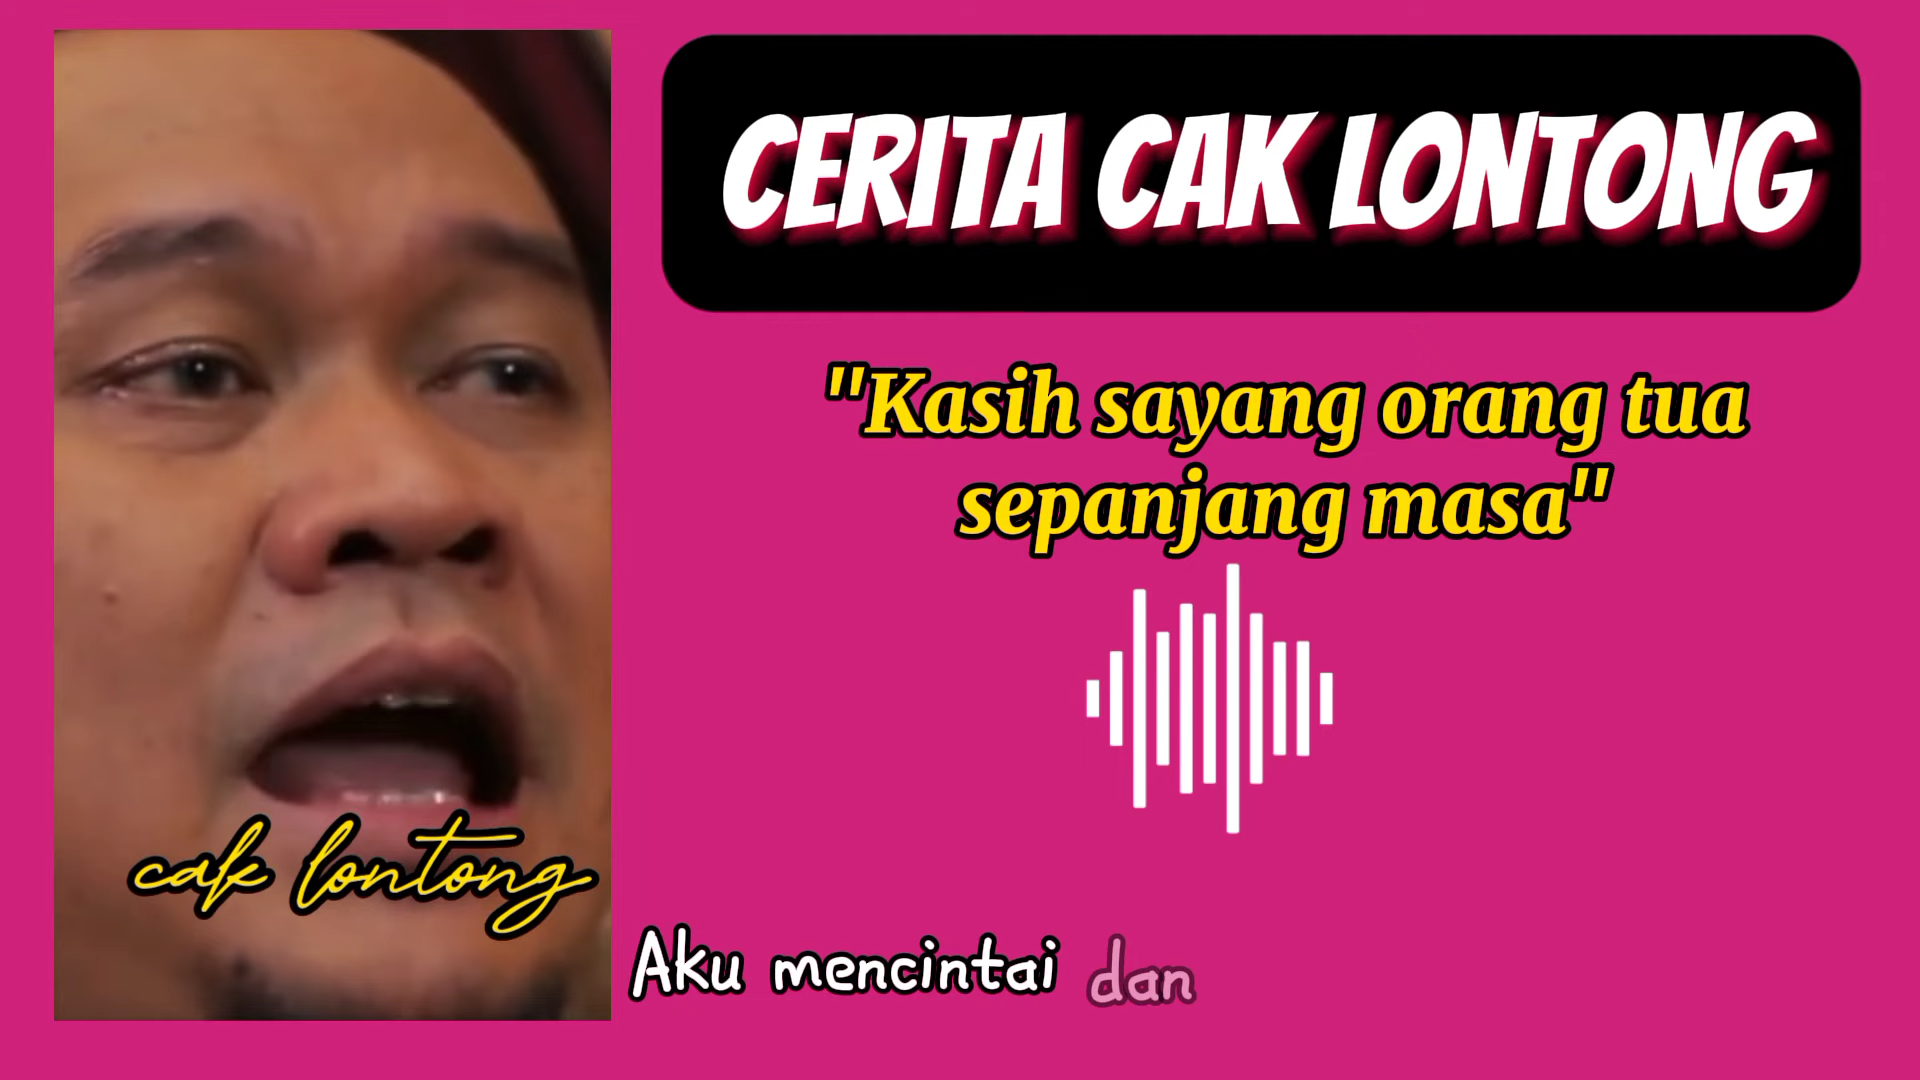 CERITA CAK LONTONG
"Kasih sayang orang tua
sepanjang masa"
cak lontong
Aku mencintai dan